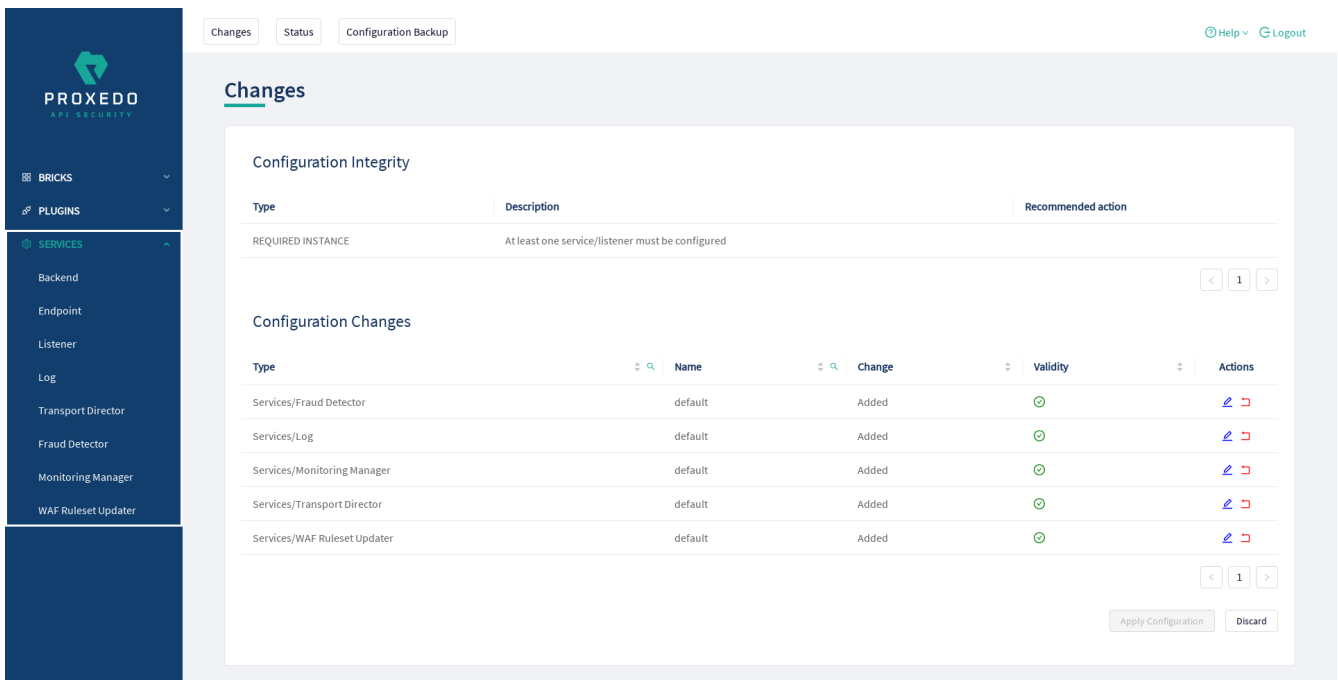 Changes Status Configuration Backup Help Logout
PROXEDO
API SECURITY
Changes
BRICKS
PLUGINS
SERVICES
Backend
Endpoint
Listener
Log
Transport Director
Fraud Detector
Monitoring Manager
WAF Ruleset Updater
Configuration Integrity
Type Description Recommended action
REQUIRED INSTANCE At least one service/listener must be configured
< 1 >
Configuration Changes
Type Name Change Validity Actions
Services/Fraud Detector default Added
Services/Log default Added
Services/Monitoring Manager default Added
Services/Transport Director default Added
Services/WAF Ruleset Updater default Added
< 1 >
Apply Configuration Discard